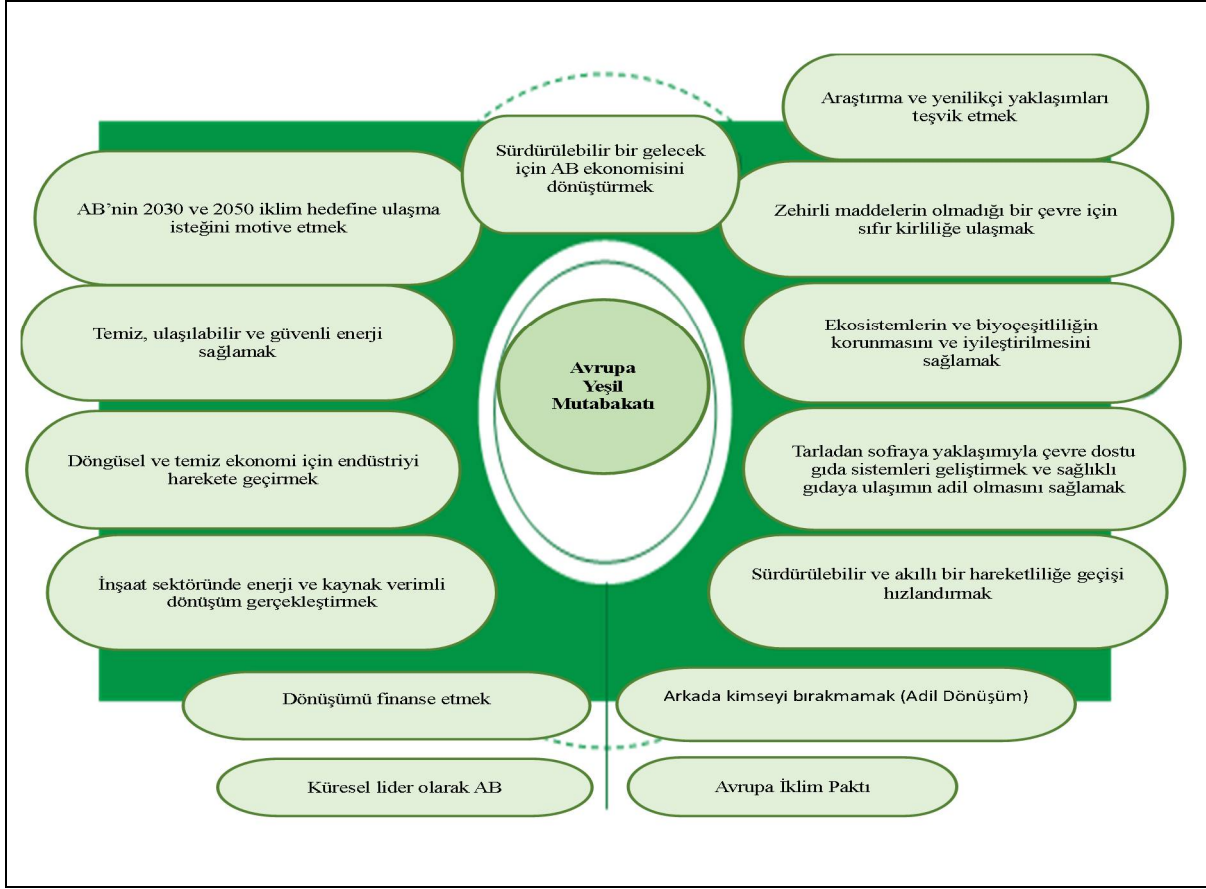 Araştırma ve yenilikçi yaklaşımları
teşvik etmek
Sürdürülebilir bir gelecek
için AB ekonomisini
dönüştürmek
AB’nin 2030 ve 2050 iklim hedefine ulaşma
isteğini motive etmek
Zehirli maddelerin olmadığı bir çevre için
sıfır kirliliğe ulaşmak
Temiz, ulaşılabilir ve güvenli enerji
sağlamak
Ekosistemlerin ve biyoçeşitliliğin
korunmasını ve iyileştirilmesini
sağlamak
Avrupa
Yeşil
Mutabakatı
Döngüsel ve temiz ekonomi için endüstriyi
harekete geçirmek
Tarladan sofraya yaklaşımıyla çevre dostu
gıda sistemleri geliştirmek ve sağlıklı
gıdaya ulaşımın adil olmasını sağlamak
İnşaat sektöründe enerji ve kaynak verimli
dönüşüm gerçekleştirmek
Sürdürülebilir ve akıllı bir hareketliliğe geçişi
hızlandırmak
Dönüşümü finanse etmek
Arkada kimseyi bırakmamak (Adil Dönüşüm)
Küresel lider olarak AB
Avrupa İklim Paktı